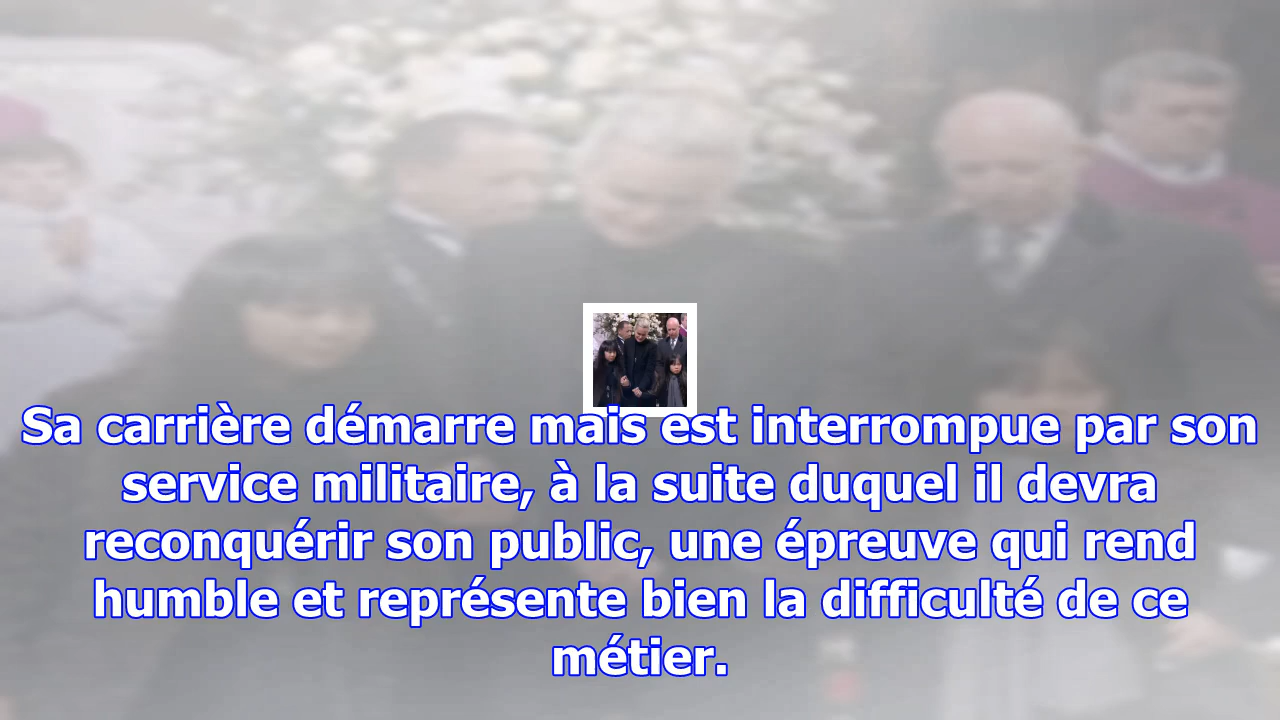 Sa carrière démarre mais est interrompue par son
service militaire, à la suite duquel il devra
reconquérir son public, une épreuve qui rend
humble et représente bien la difficulté de ce
métier.